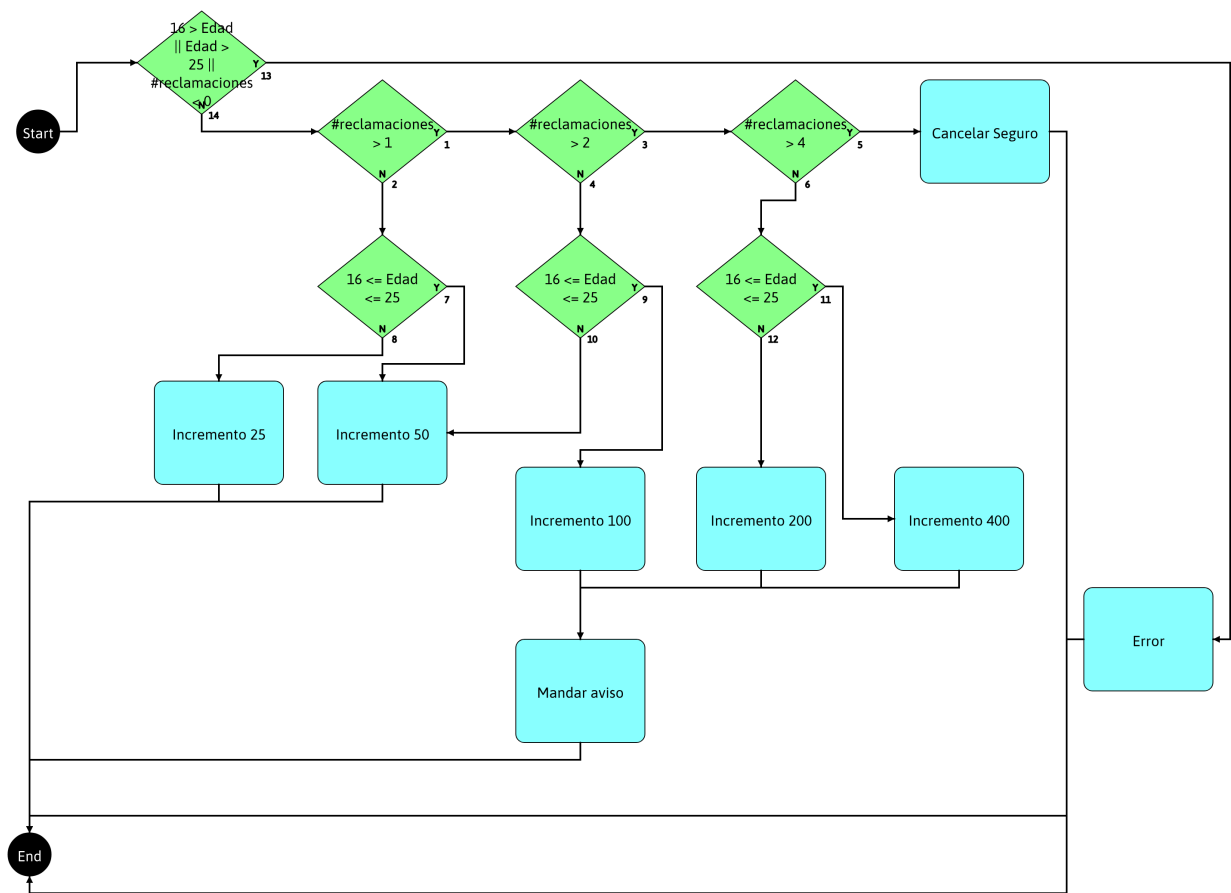 16 > Edad
|| Edad >
25 ||
#reclamaciones
< 0
Y
13
N
14
Start
#reclamaciones
> 1
Y
1
N
2
#reclamaciones
> 2
Y
3
N
4
#reclamaciones
> 4
Y
5
N
6
Cancelar Seguro
16 <= Edad
<= 25
Y
7
N
8
16 <= Edad
<= 25
Y
9
N
10
16 <= Edad
<= 25
Y
11
N
12
Incremento 25
Incremento 50
Incremento 100
Incremento 200
Incremento 400
Error
Mandar aviso
End